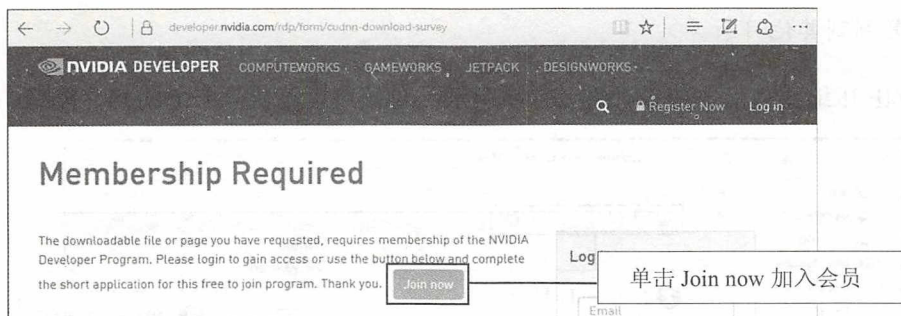 developer.nvidia.com/rdp/form/cudnn-download-survey
NVIDIA DEVELOPER COMPUTEWORKS GAMEWORKS JETPACK DESIGNWORKS
Register Now Log in
Membership Required
The downloadable file or page you have requested, requires membership of the NVIDIA
Developer Program. Please login to gain access or use the button below and complete
the short application for this free to join program. Thank you. Join now
Log
单击 Join now 加入会员
Email